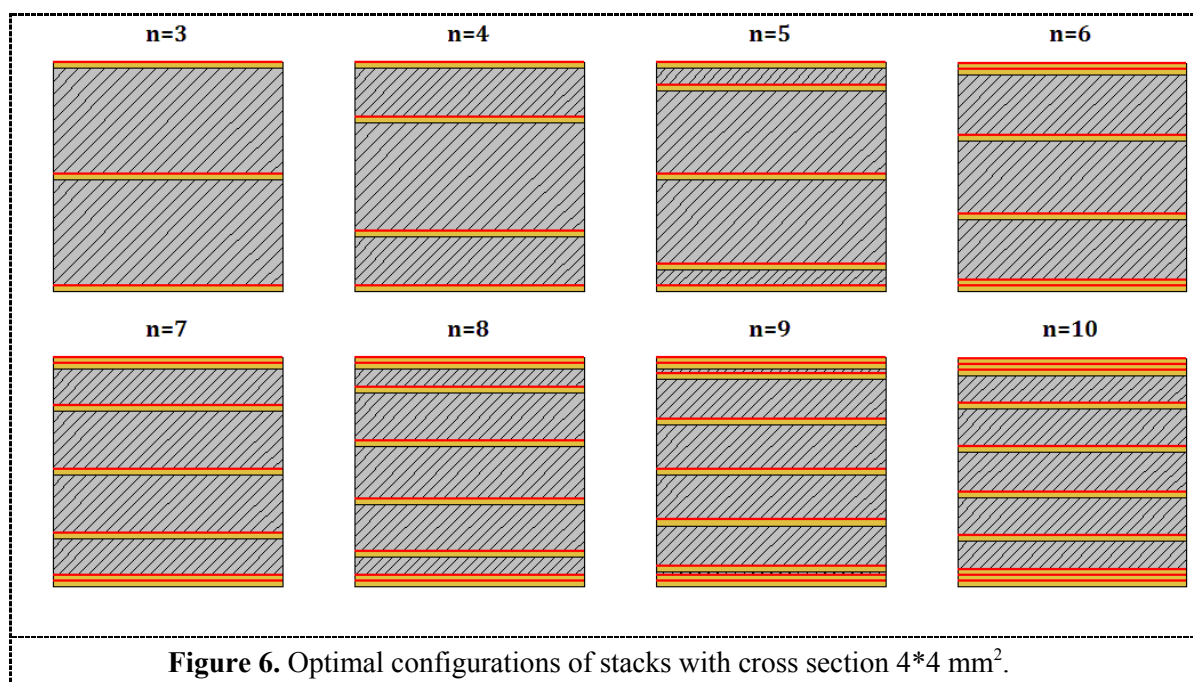 n=3 n=4 n=5 n=6
n=7 n=8 n=9 n=10
Figure 6. Optimal configurations of stacks with cross section 4*4 mm².